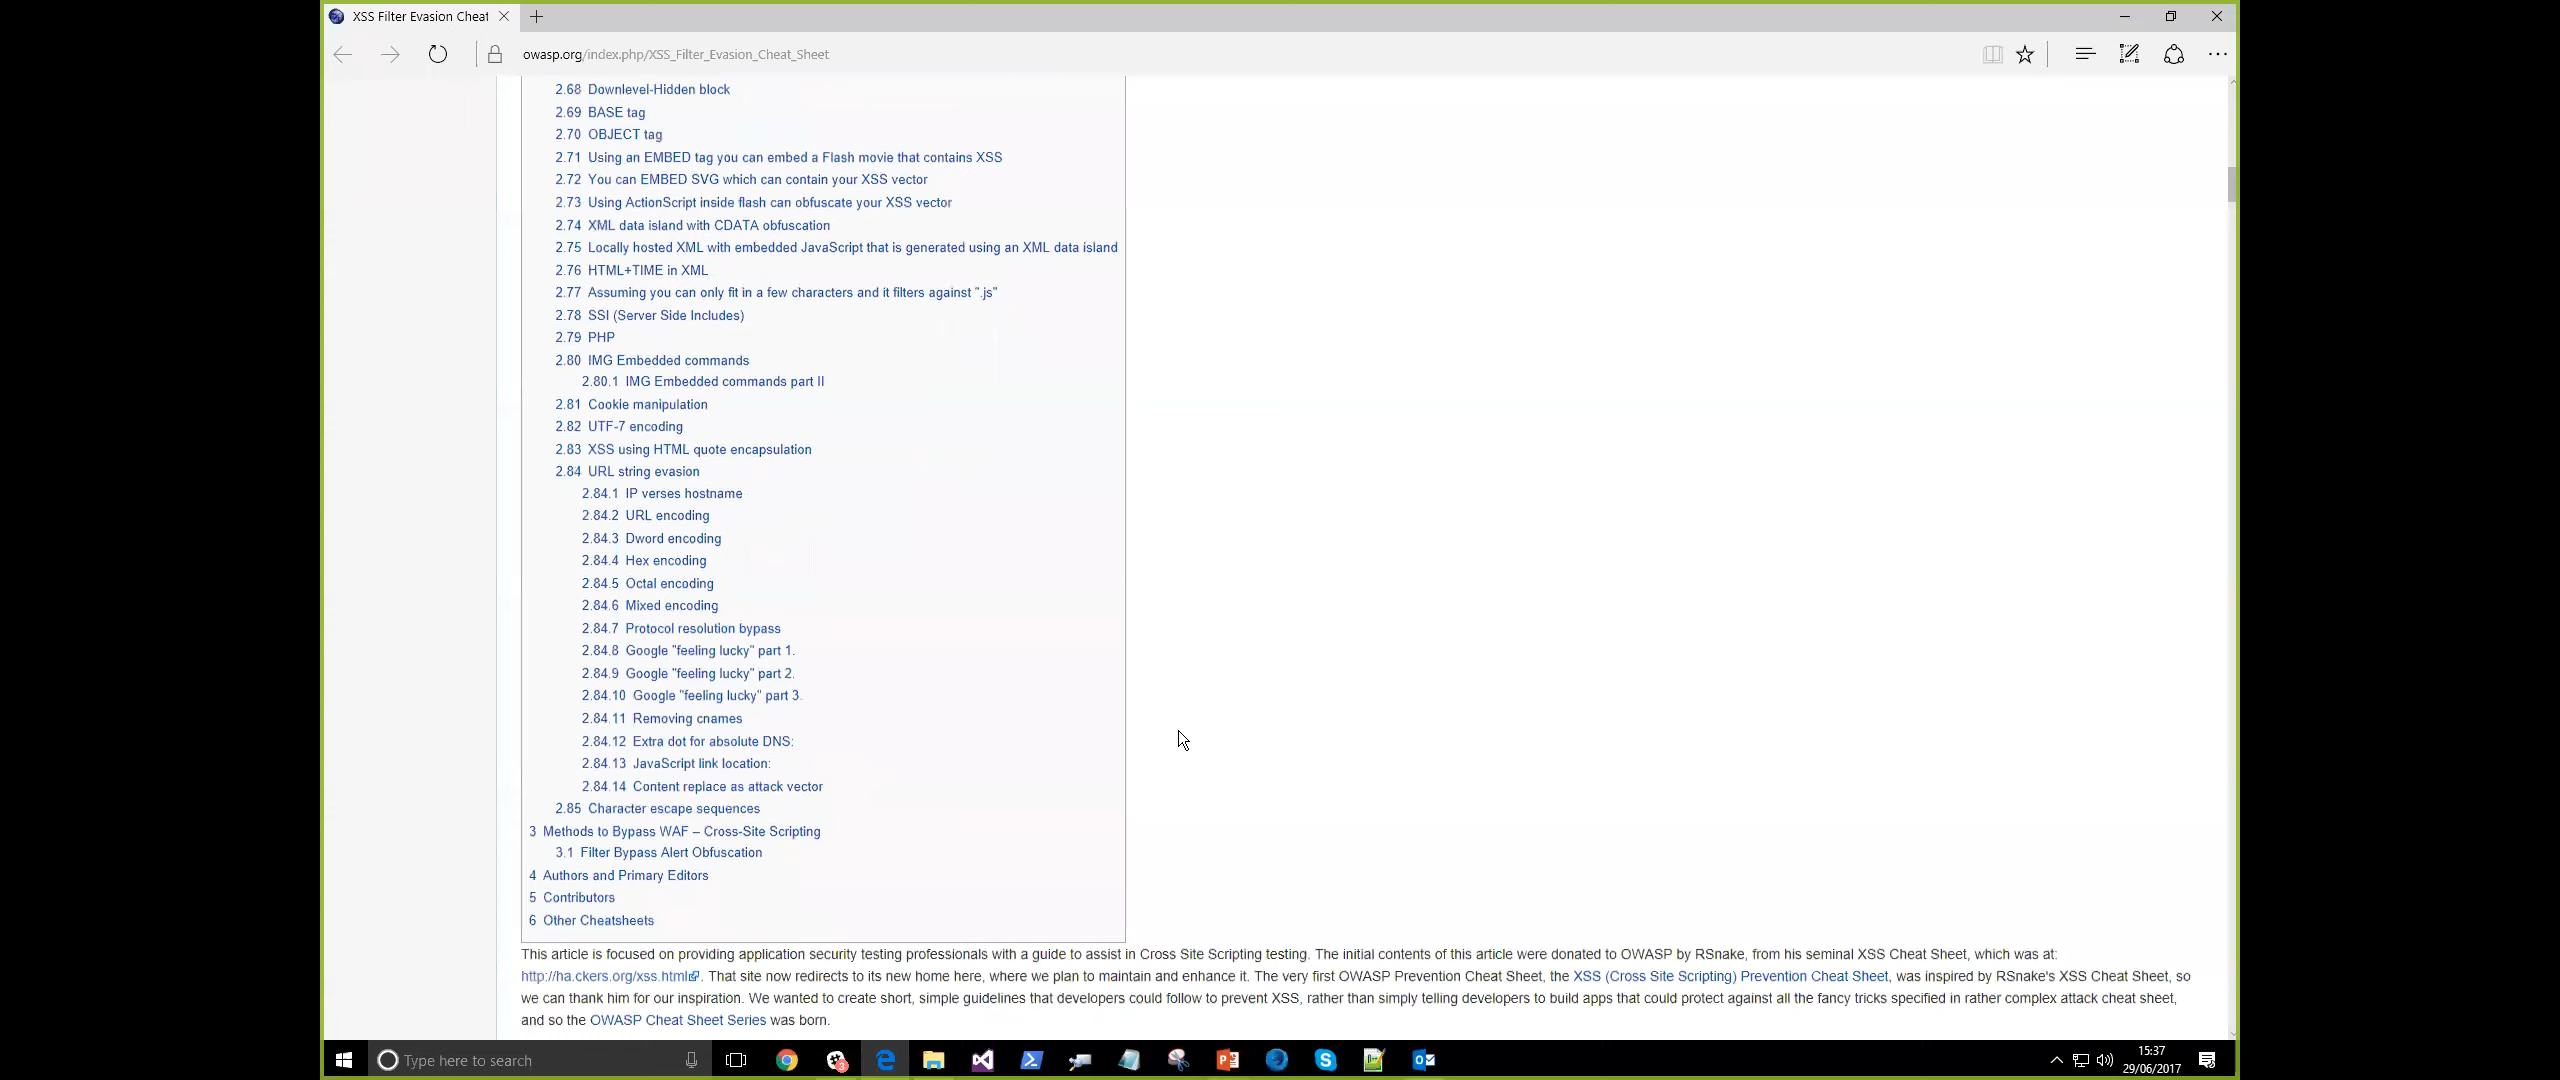 XSS Filter Evasion Cheat
owasp.org/index.php/XSS_Filter_Evasion_Cheat_Sheet
2.68 Downlevel-Hidden block
2.69 BASE tag
2.70 OBJECT tag
2.71 Using an EMBED tag you can embed a Flash movie that contains XSS
2.72 You can EMBED SVG which can contain your XSS vector
2.73 Using ActionScript inside flash can obfuscate your XSS vector
2.74 XML data island with CDATA obfuscation
2.75 Locally hosted XML with embedded JavaScript that is generated using an XML data island
2.76 HTML+TIME in XML
2.77 Assuming you can only fit in a few characters and it filters against ".js"
2.78 SSI (Server Side Includes)
2.79 PHP
2.80 IMG Embedded commands
2.80.1 IMG Embedded commands part II
2.81 Cookie manipulation
2.82 UTF-7 encoding
2.83 XSS using HTML quote encapsulation
2.84 URL string evasion
2.84.1 IP verses hostname
2.84.2 URL encoding
2.84.3 Dword encoding
2.84.4 Hex encoding
2.84.5 Octal encoding
2.84.6 Mixed encoding
2.84.7 Protocol resolution bypass
2.84.8 Google "feeling lucky" part 1.
2.84.9 Google "feeling lucky" part 2.
2.84.10 Google "feeling lucky" part 3.
2.84.11 Removing cnames
2.84.12 Extra dot for absolute DNS:
2.84.13 JavaScript link location:
2.84.14 Content replace as attack vector
2.85 Character escape sequences
3 Methods to Bypass WAF – Cross-Site Scripting
3.1 Filter Bypass Alert Obfuscation
4 Authors and Primary Editors
5 Contributors
6 Other Cheatsheets
This article is focused on providing application security testing professionals with a guide to assist in Cross Site Scripting testing. The initial contents of this article were donated to OWASP by RSnake, from his seminal XSS Cheat Sheet, which was at:
http://ha.ckers.org/xss.html. That site now redirects to its new home here, where we plan to maintain and enhance it. The very first OWASP Prevention Cheat Sheet, the XSS (Cross Site Scripting) Prevention Cheat Sheet, was inspired by RSnake's XSS Cheat Sheet, so
we can thank him for our inspiration. We wanted to create short, simple guidelines that developers could follow to prevent XSS, rather than simply telling developers to build apps that could protect against all the fancy tricks specified in rather complex attack cheat sheet,
and so the OWASP Cheat Sheet Series was born.
Type here to search
3
15:37
29/06/2017